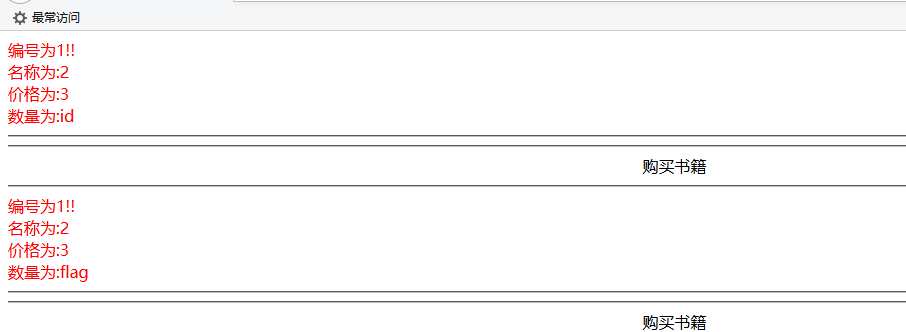 最常访问
编号为1!!
名称为:2
价格为:3
数量为:id
购买书籍
编号为1!!
名称为:2
价格为:3
数量为:flag
购买书籍